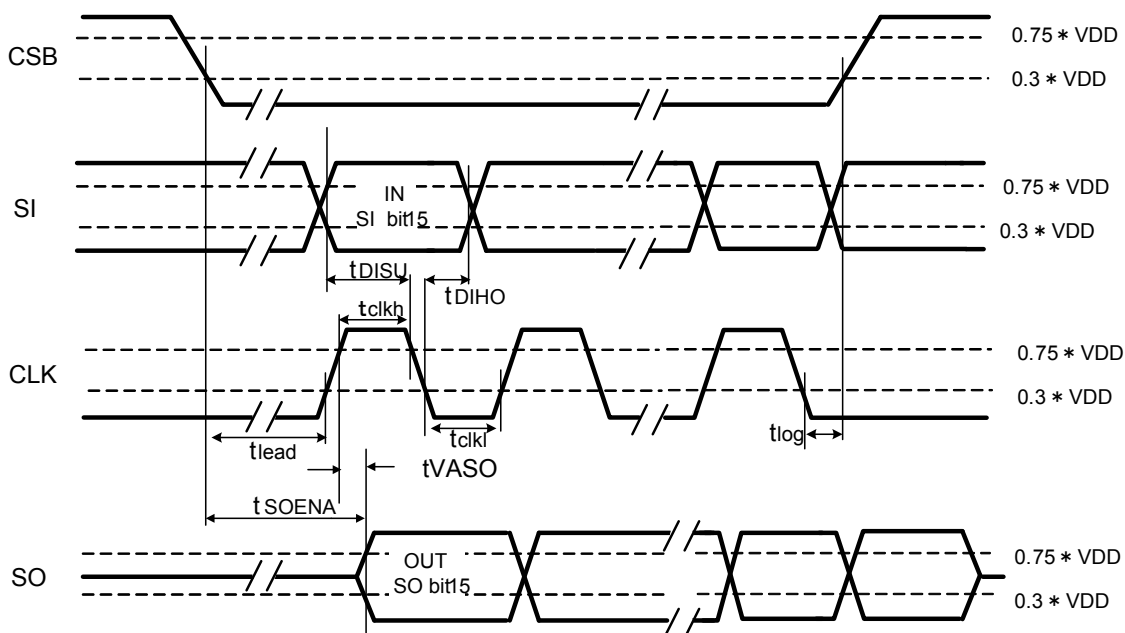 CSB
0.75 * VDD
0.3 * VDD
SI
IN
SI bit15
0.75 * VDD
0.3 * VDD
tDISU
tDIHO
tclkh
CLK
0.75 * VDD
0.3 * VDD
tlead
tclkl
tlog
tVASO
tSOENA
SO
OUT
SO bit15
0.75 * VDD
0.3 * VDD